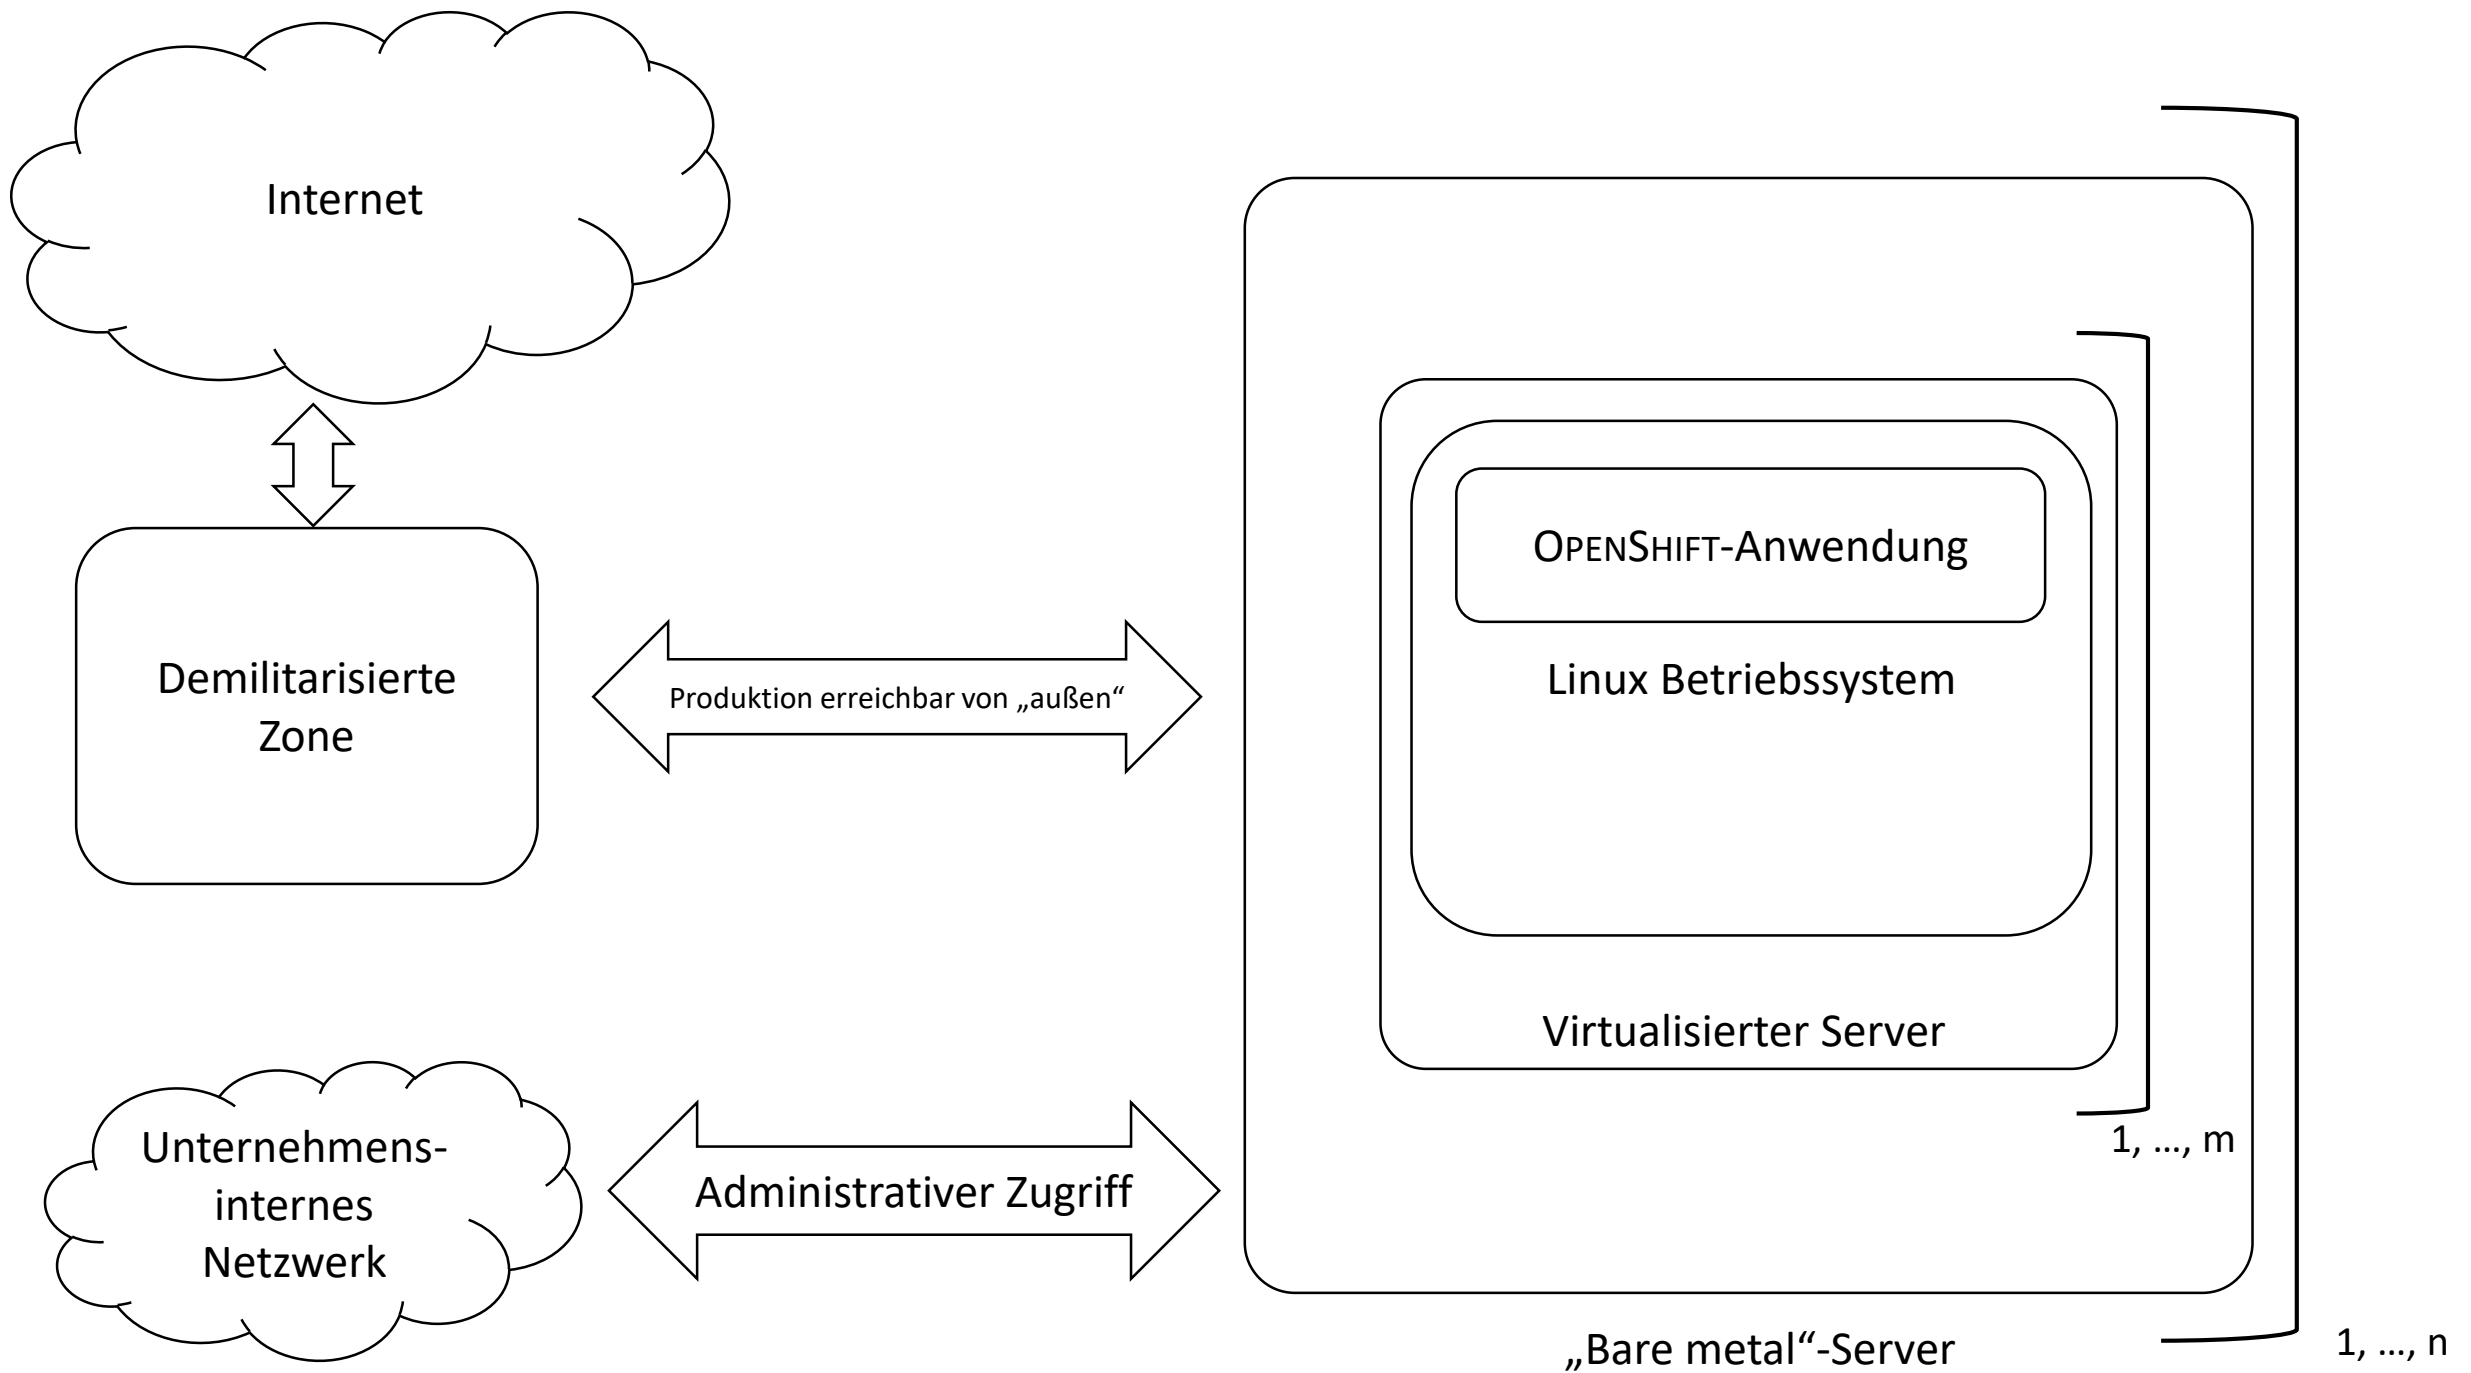 Internet
OPENSHIFT-Anwendung
Demilitarisierte
Zone
Produktion erreichbar von „außen“
Linux Betriebssystem
Virtualisierter Server
1, …, m
Unternehmens-
internes
Netzwerk
Administrativer Zugriff
„Bare metal“-Server
1, …, n